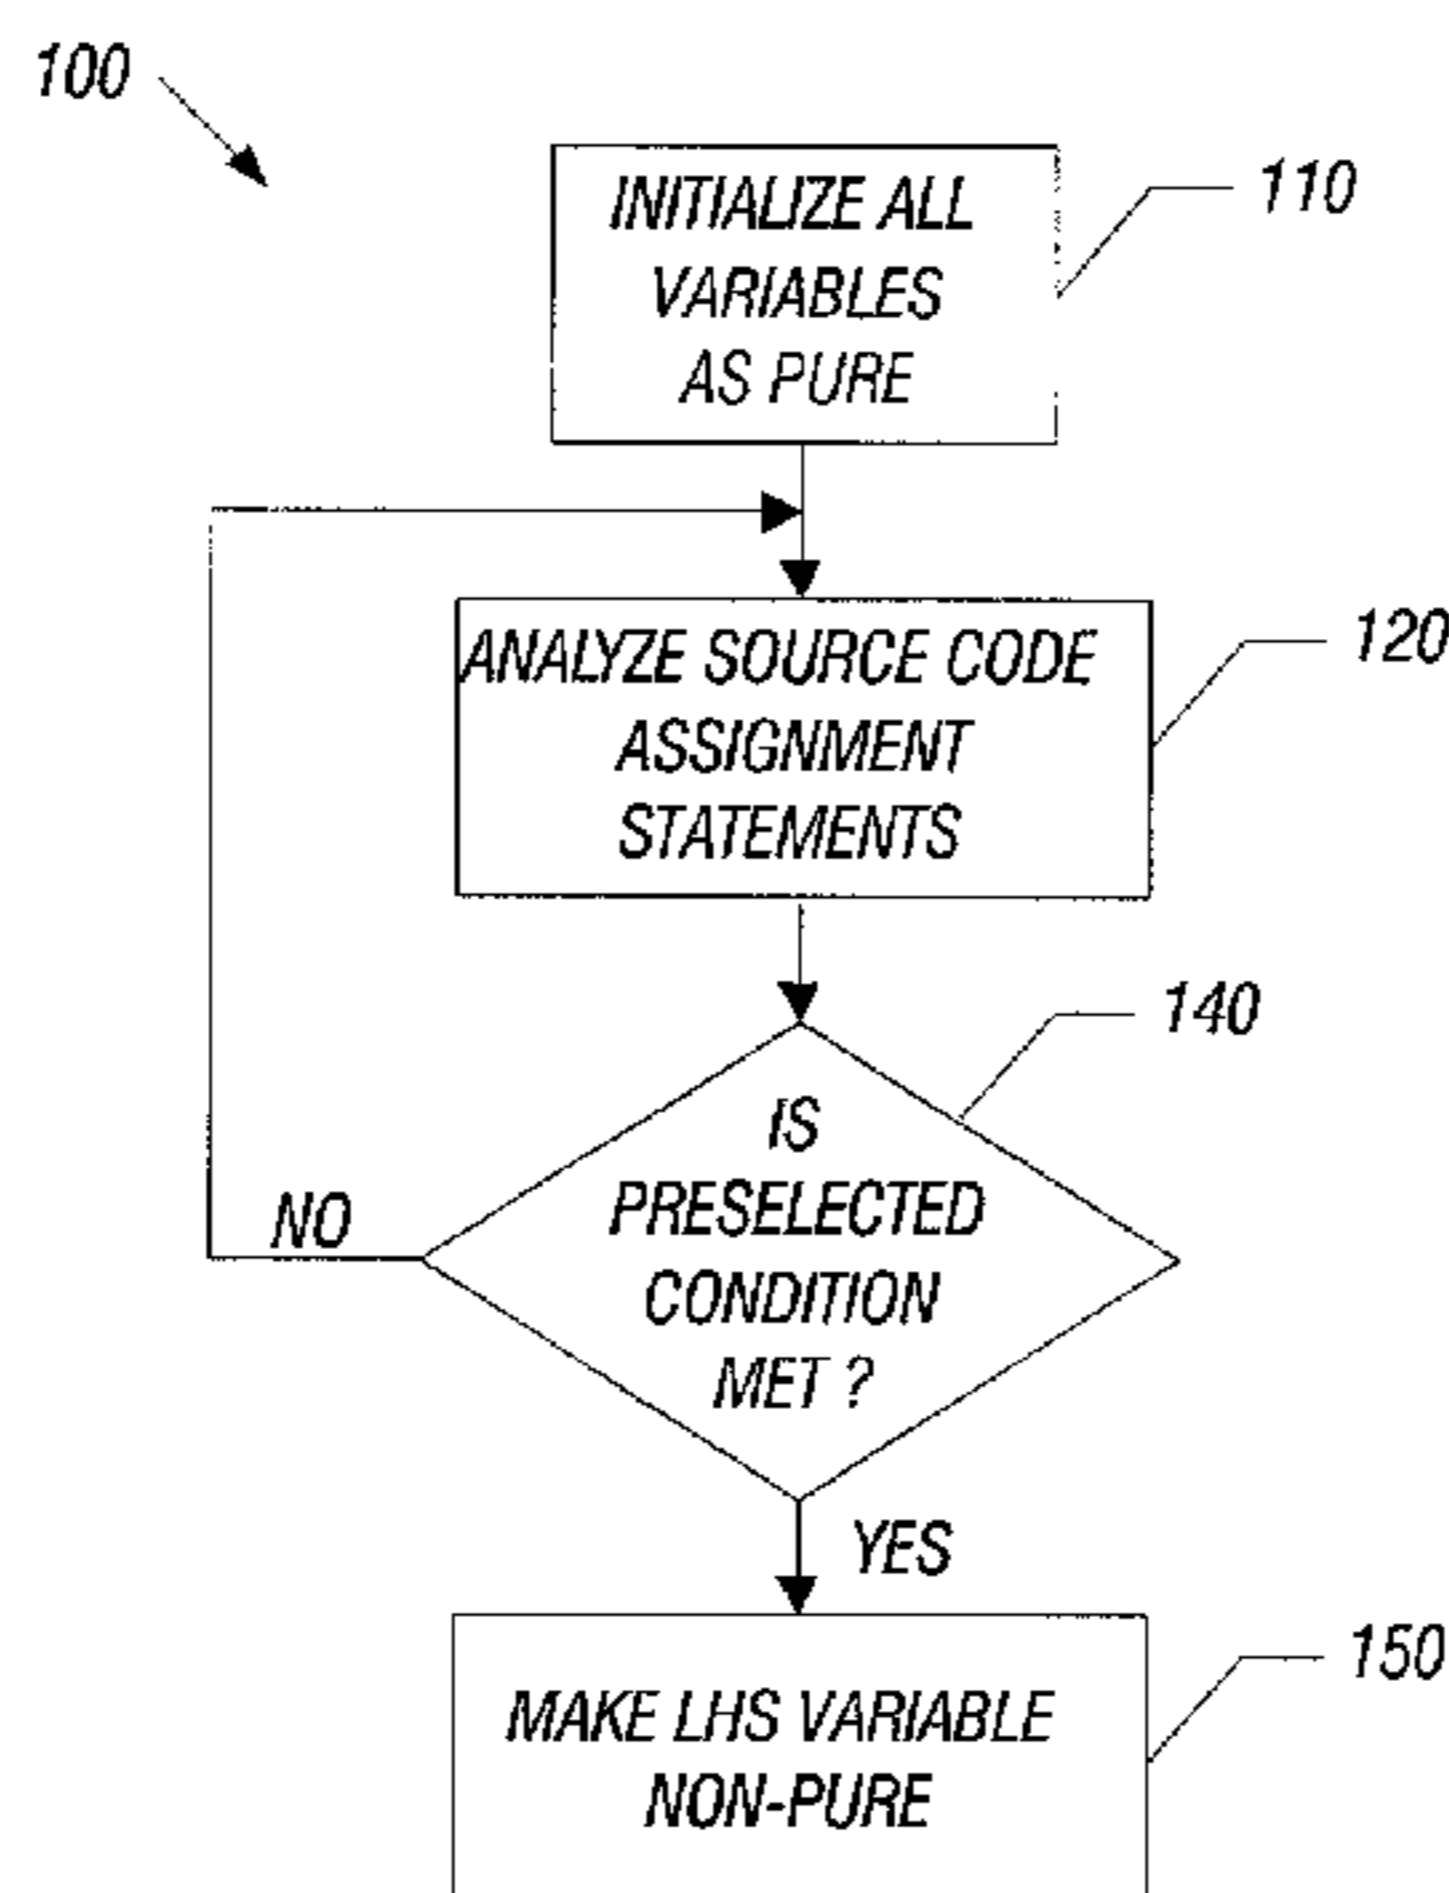 100
INITIALIZE ALL
VARIABLES
AS PURE
110
ANALYZE SOURCE CODE
ASSIGNMENT
STATEMENTS
120
IS
PRESELECTED
CONDITION
MET ?
140
NO
YES
MAKE LHS VARIABLE
NON-PURE
150